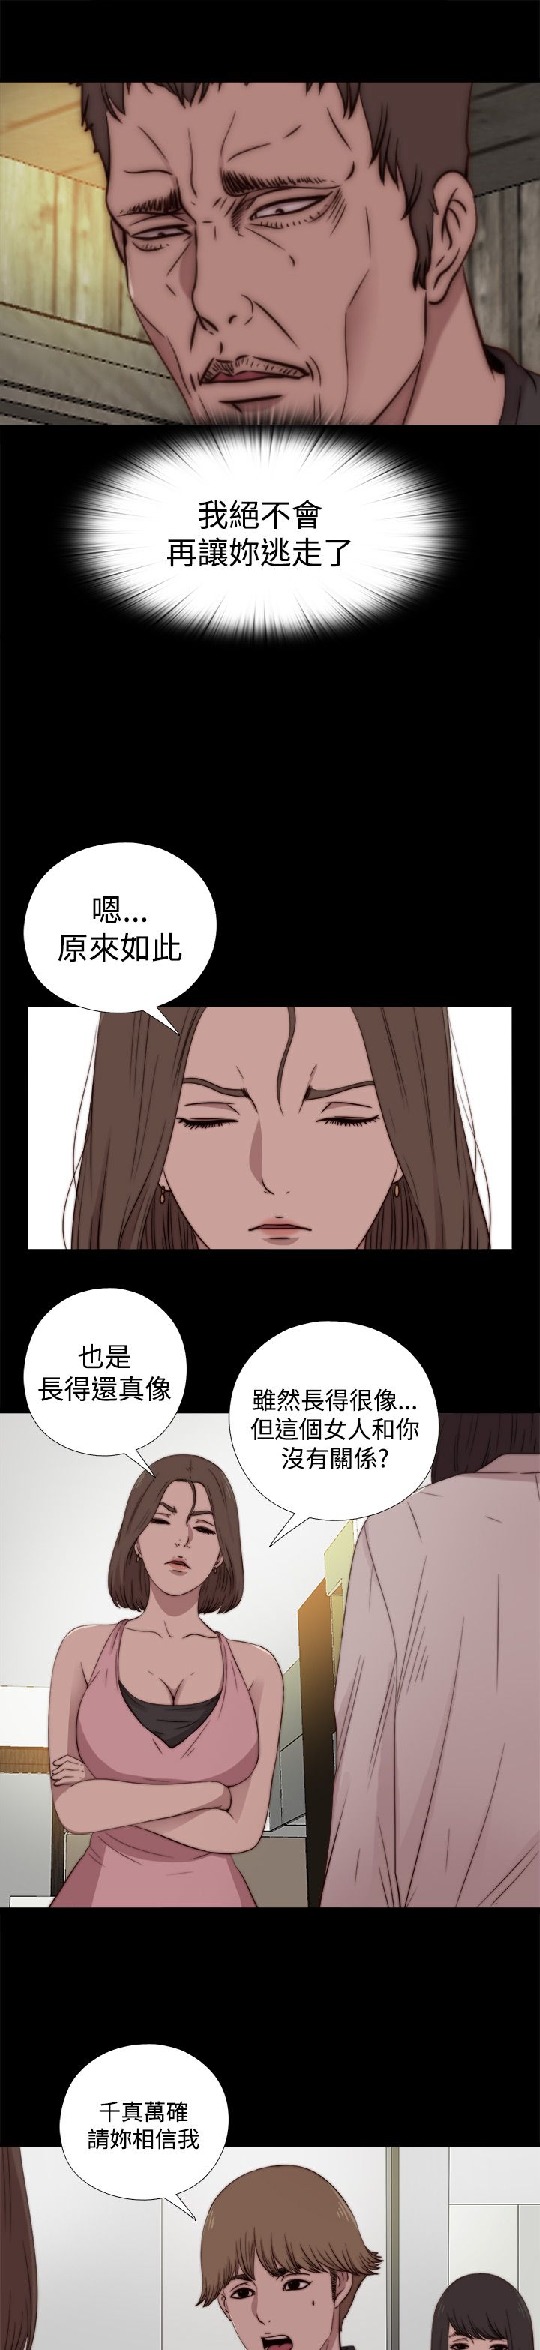 我絕不會
再讓妳逃走了
嗯...
原來如此
也是
長得還真像
雖然長得很像...
但這個女人和你
沒有關係?
千真萬確
請妳相信我